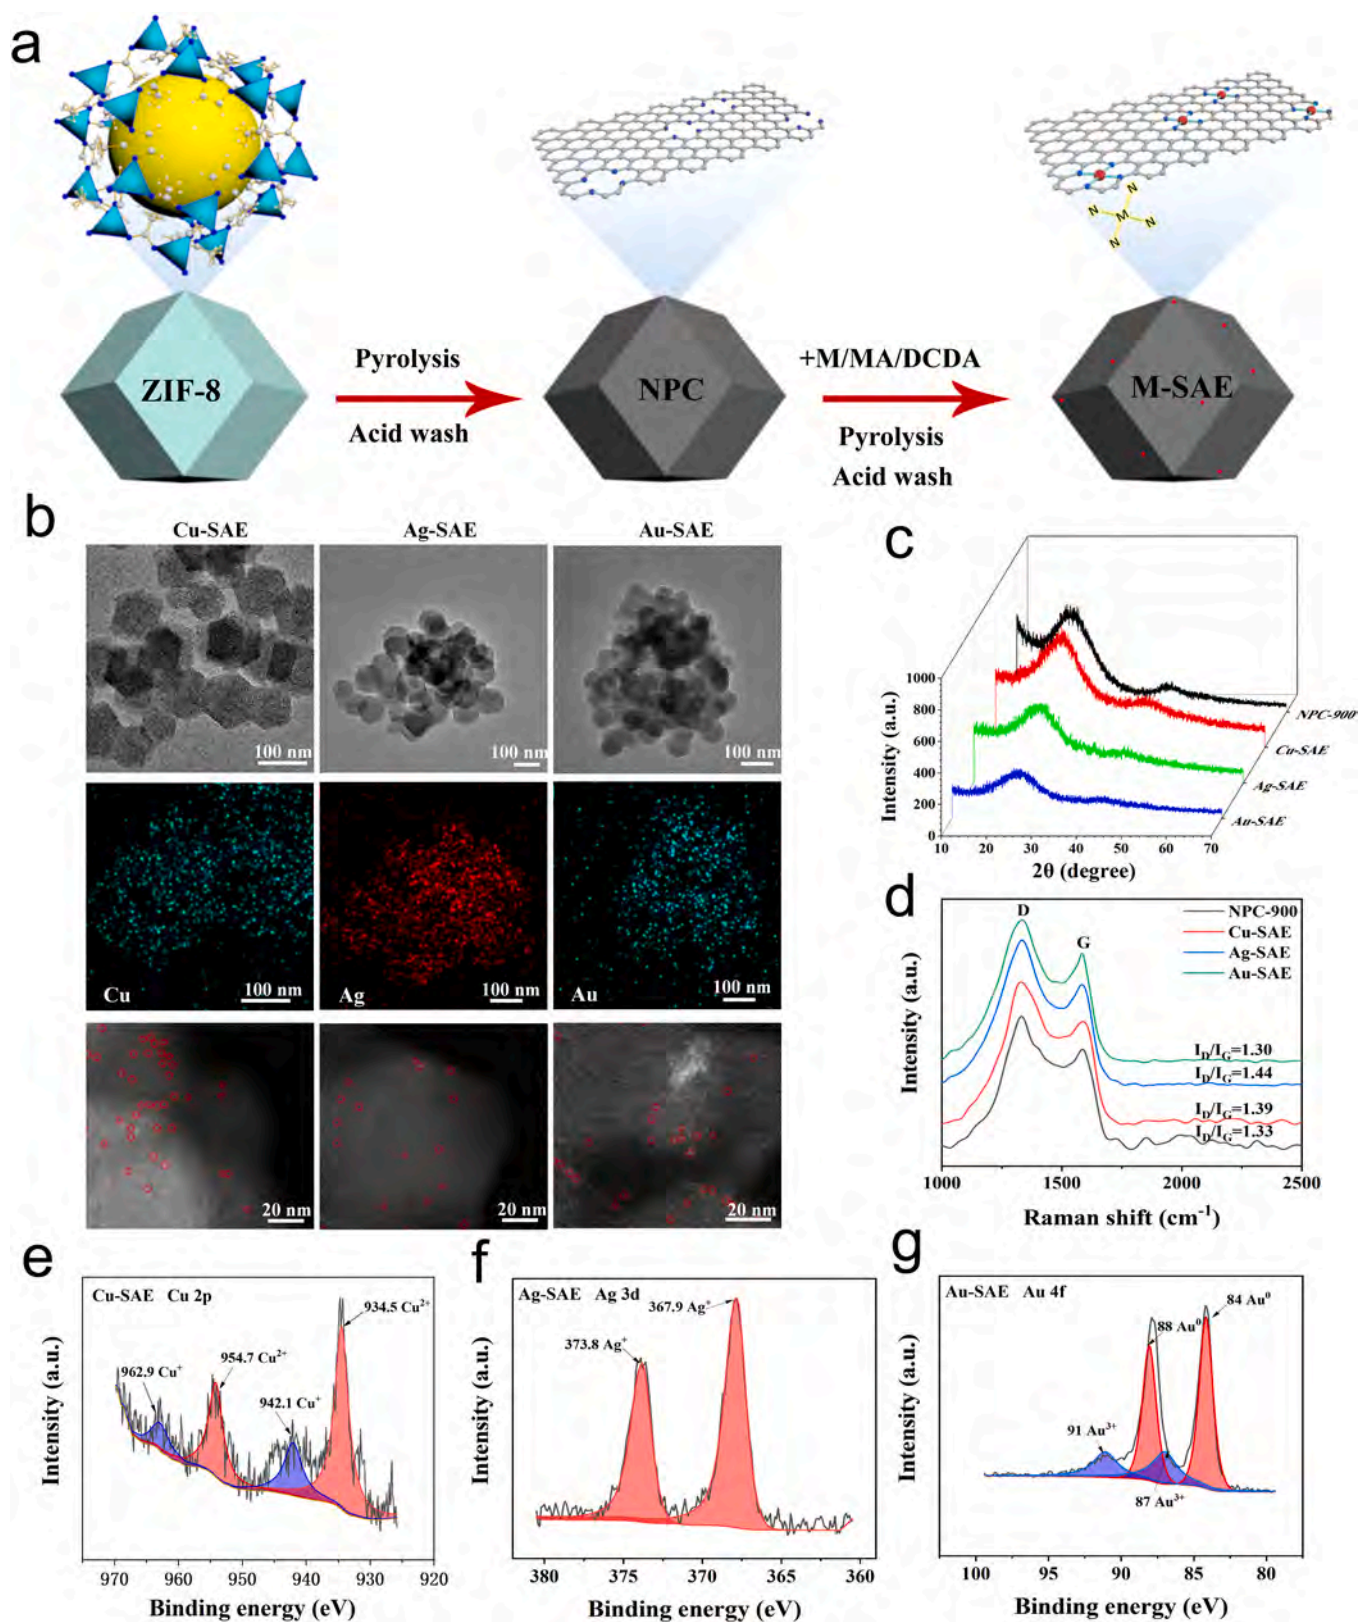 a
N
N
M
N
N
ZIF-8
Pyrolysis
Acid wash
NPC
+M/MA/DCDA
Pyrolysis
Acid wash
M-SAE
b
Cu-SAE
Ag-SAE
Au-SAE
100 nm
100 nm
100 nm
Cu
100 nm
Ag
100 nm
Au
100 nm
20 nm
20 nm
20 nm
c
Intensity (a.u.)
1000
800
600
400
200
0
10
20
30
40
50
60
70
2θ (degree)
NPC-900
Cu-SAE
Ag-SAE
Au-SAE
d
D
G
NPC-900
Cu-SAE
Ag-SAE
Au-SAE
I_D/I_G=1.30
I_D/I_G=1.44
I_D/I_G=1.39
I_D/I_G=1.33
Intensity (a.u.)
1000
1500
2000
2500
Raman shift (cm⁻¹)
e
Cu-SAE Cu 2p
934.5 Cu²⁺
954.7 Cu²⁺
962.9 Cu⁺
942.1 Cu⁺
Intensity (a.u.)
970
960
950
940
930
920
Binding energy (eV)
f
Ag-SAE Ag 3d
367.9 Ag⁺
373.8 Ag⁺
Intensity (a.u.)
380
375
370
365
360
Binding energy (eV)
g
Au-SAE Au 4f
84 Au⁰
88 Au⁰
91 Au³⁺
87 Au³⁺
Intensity (a.u.)
100
95
90
85
80
Binding energy (eV)